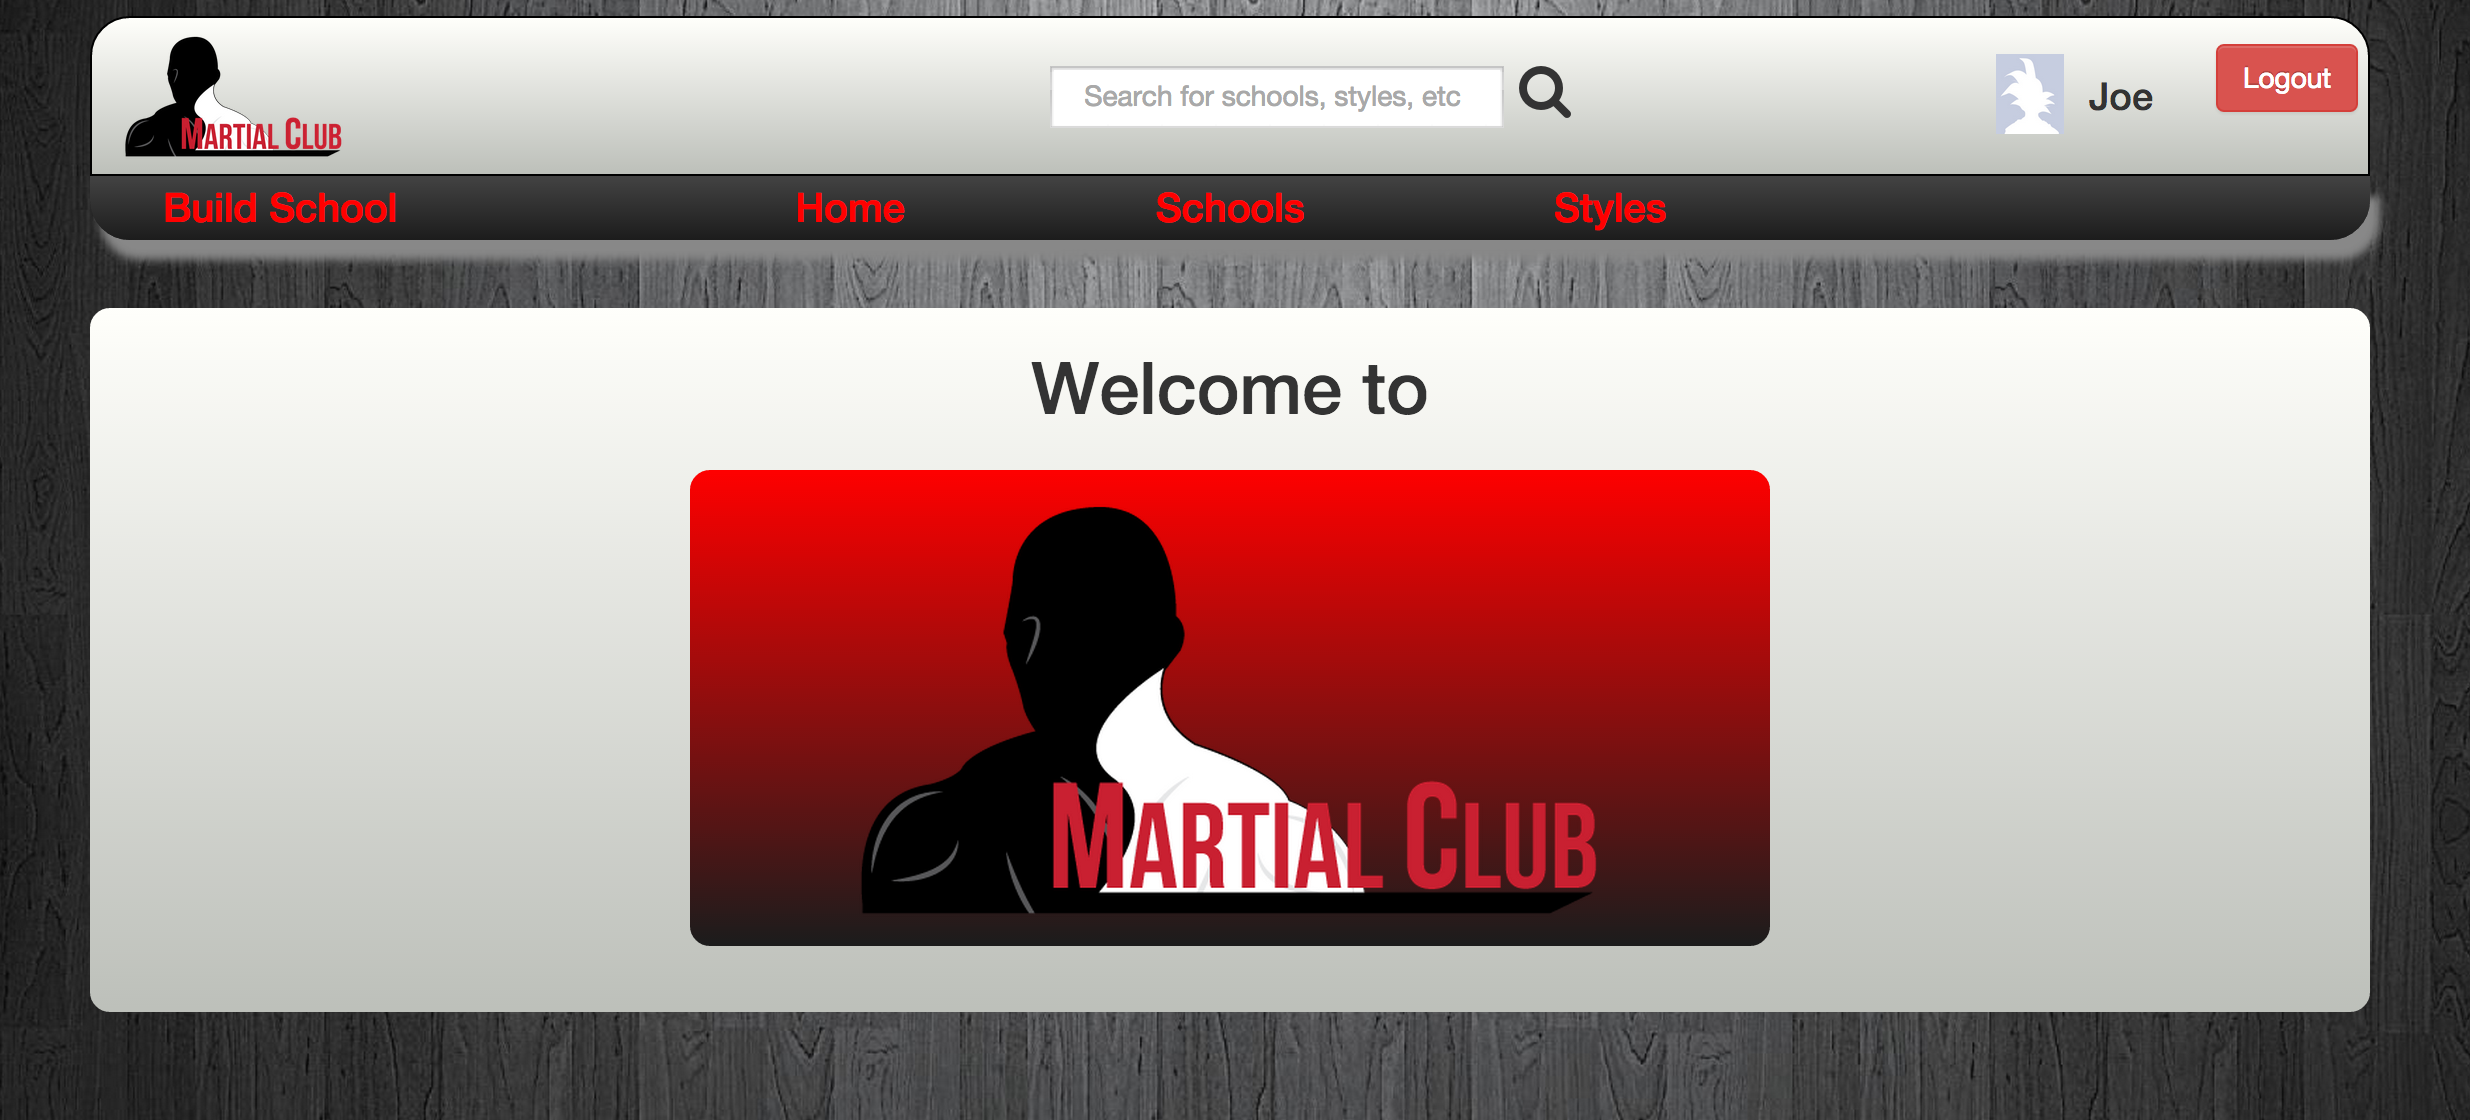 Martial Club
Search for schools, styles, etc
Joe
Logout
Build School
Home
Schools
Styles
Welcome to
Martial Club